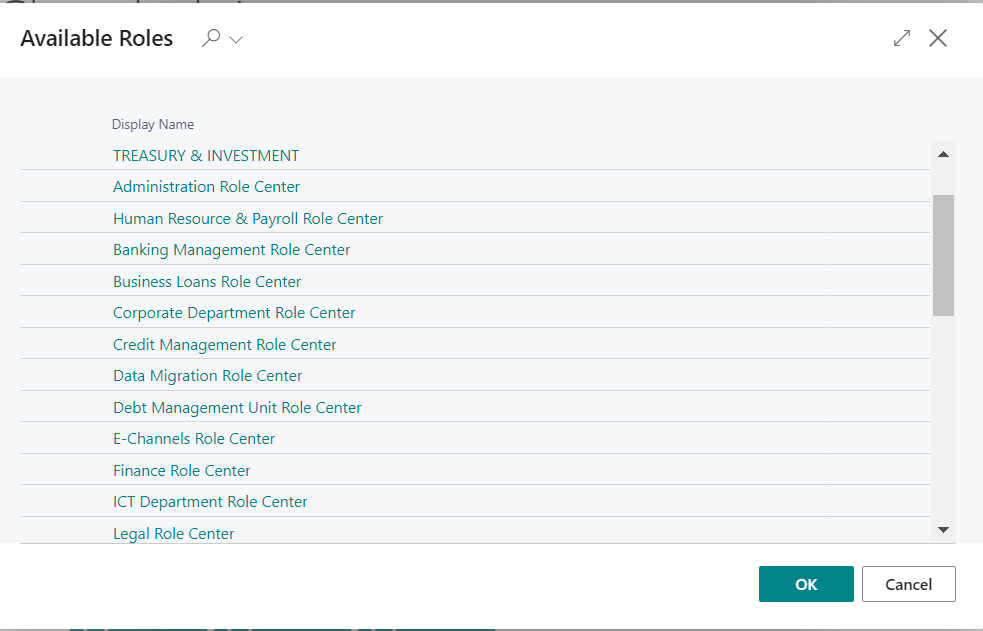 Available Roles
Display Name
TREASURY & INVESTMENT
Administration Role Center
Human Resource & Payroll Role Center
Banking Management Role Center
Business Loans Role Center
Corporate Department Role Center
Credit Management Role Center
Data Migration Role Center
Debt Management Unit Role Center
E-Channels Role Center
Finance Role Center
ICT Department Role Center
Legal Role Center
OK
Cancel